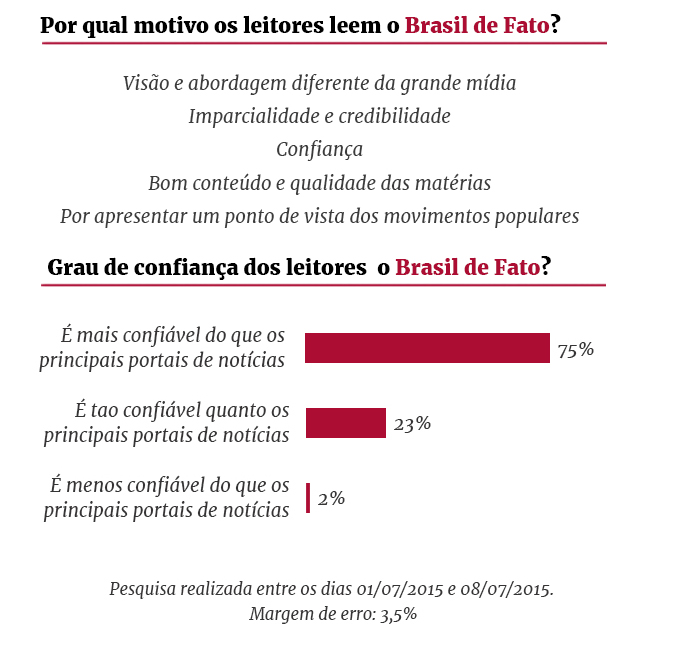 Por qual motivo os leitores leem o Brasil de Fato?
Visão e abordagem diferente da grande mídia
Imparcialidade e credibilidade
Confiança
Bom conteúdo e qualidade das matérias
Por apresentar um ponto de vista dos movimentos populares
Grau de confiança dos leitores o Brasil de Fato?
É mais confiável do que os
principais portais de notícias
75%
É tao confiável quanto os
principais portais de notícias
23%
É menos confiável do que os
principais portais de notícias
2%
Pesquisa realizada entre os dias 01/07/2015 e 08/07/2015.
Margem de erro: 3,5%